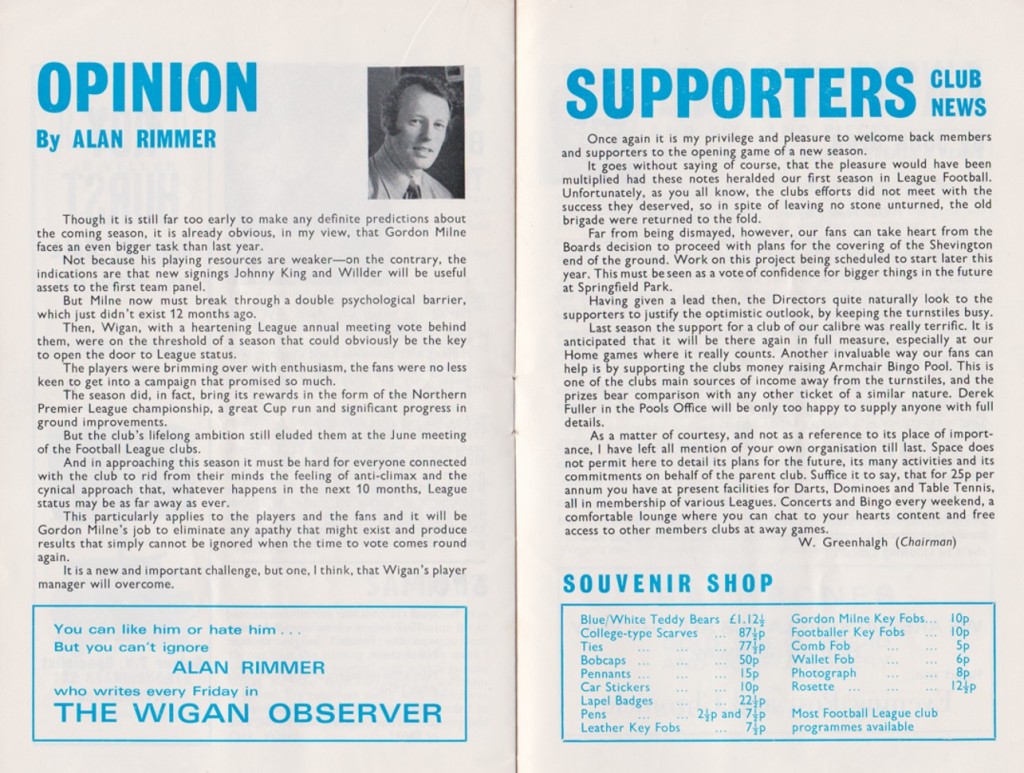 OPINION
By ALAN RIMMER
Though it is still far too early to make any definite predictions about
the coming season, it is already obvious, in my view, that Gordon Milne
faces an even bigger task than last year.
Not because his playing resources are weaker—on the contrary, the
indications are that new signings Johnny King and Willder will be useful
assets to the first team panel.
But Milne now must break through a double psychological barrier,
which just didn't exist 12 months ago.
Then, Wigan, with a heartening League annual meeting vote behind
them, were on the threshold of a season that could obviously be the key
to open the door to League status.
The players were brimming over with enthusiasm, the fans were no less
keen to get into a campaign that promised so much.
The season did, in fact, bring its rewards in the form of the Northern
Premier League championship, a great Cup run and significant progress in
ground improvements.
But the club's lifelong ambition still eluded them at the June meeting
of the Football League clubs.
And in approaching this season it must be hard for everyone connected
with the club to rid from their minds the feeling of anti-climax and the
cynical approach that, whatever happens in the next 10 months, League
status may be as far away as ever.
This particularly applies to the players and the fans and it will be
Gordon Milne's job to eliminate any apathy that might exist and produce
results that simply cannot be ignored when the time to vote comes round
again.
It is a new and important challenge, but one, I think, that Wigan's player
manager will overcome.
You can like him or hate him . . .
But you can't ignore
ALAN RIMMER
who writes every Friday in
THE WIGAN OBSERVER
SUPPORTERS CLUB NEWS
Once again it is my privilege and pleasure to welcome back members
and supporters to the opening game of a new season.
It goes without saying of course, that the pleasure would have been
multiplied had these notes heralded our first season in League Football.
Unfortunately, as you all know, the clubs efforts did not meet with the
success they deserved, so in spite of leaving no stone unturned, the old
brigade were returned to the fold.
Far from being dismayed, however, our fans can take heart from the
Boards decision to proceed with plans for the covering of the Shevington
end of the ground. Work on this project being scheduled to start later this
year. This must be seen as a vote of confidence for bigger things in the future
at Springfield Park.
Having given a lead then, the Directors quite naturally look to the
supporters to justify the optimistic outlook, by keeping the turnstiles busy.
Last season the support for a club of our calibre was really terrific. It is
anticipated that it will be there again in full measure, especially at our
Home games where it really counts. Another invaluable way our fans can
help is by supporting the clubs money raising Armchair Bingo Pool. This is
one of the clubs main sources of income away from the turnstiles, and the
prizes bear comparison with any other ticket of a similar nature. Derek
Fuller in the Pools Office will be only too happy to supply anyone with full
details.
As a matter of courtesy, and not as a reference to its place of import-
ance, I have left all mention of your own organisation till last. Space does
not permit here to detail its plans for the future, its many activities and its
commitments on behalf of the parent club. Suffice it to say, that for 25p per
annum you have at present facilities for Darts, Dominoes and Table Tennis,
all in membership of various Leagues. Concerts and Bingo every weekend, a
comfortable lounge where you can chat to your hearts content and free
access to other members clubs at away games.
W. Greenhalgh (Chairman)
SOUVENIR SHOP
Blue/White Teddy Bears £1.12½
College-type Scarves ... 87½p
Ties ... ... ... 77½p
Bobcaps ... ... ... 50p
Pennants ... ... ... 15p
Car Stickers ... ... 10p
Lapel Badges ... ... 22½p
Pens ... ... 2½p and 7½p
Leather Key Fobs ... 7½p
Gordon Milne Key Fobs... 10p
Footballer Key Fobs ... 10p
Comb Fob ... ... 5p
Wallet Fob ... ... 6p
Photograph ... ... 8p
Rosette ... ... ... 12½p
Most Football League club
programmes available